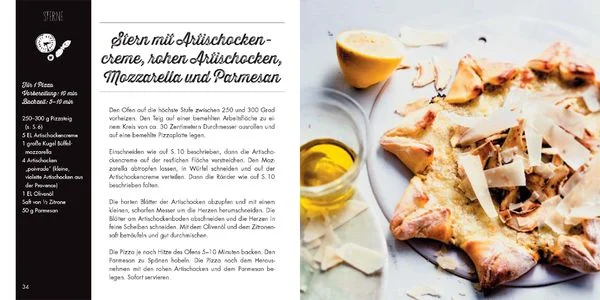 STERNE
Stern mit Artischocken-
creme, rohen Artischocken,
Mozzarella und Parmesan
Für 1 Pizza
Vorbereitung: 10 min
Backzeit: 5–10 min
250–300 g Pizzateig
(s. S. 6)
5 EL Artischockencreme
1 große Kugel Büffel-
mozzarella
4 Artischocken
„poivrade" (kleine,
violette Artischocken aus
der Provence)
1 EL Olivenöl
Saft von ½ Zitrone
50 g Parmesan
Den Ofen auf die höchste Stufe zwischen 250 und 300 Grad
vorheizen. Den Teig auf einer bemehlten Arbeitsfläche zu ei-
nem Kreis von ca. 30 Zentimetern Durchmesser ausrollen und
auf eine bemehlte Pizzaplatte legen.
Einschneiden wie auf S. 10 beschrieben, dann die Artischo-
ckencreme auf der restlichen Fläche verstreichen. Den Moz-
zarella abtropfen lassen, in Würfel schneiden und auf der
Artischockencreme verteilen. Dann die Ränder wie auf S. 10
beschrieben falten.
Die harten Blätter der Artischocken abzupfen und mit einem
kleinen, scharfen Messer um die Herzen herumschneiden. Die
Blätter am Artischockenboden abschneiden und die Herzen in
feine Scheiben schneiden. Mit dem Olivenöl und dem Zitronen-
saft beträufeln und gut durchmischen.
Die Pizza je nach Hitze des Ofens 5–10 Minuten backen. Den
Parmesan zu Spänen hobeln. Die Pizza nach dem Heraus-
nehmen mit den rohen Artischocken und dem Parmesan be-
legen. Sofort servieren.
34